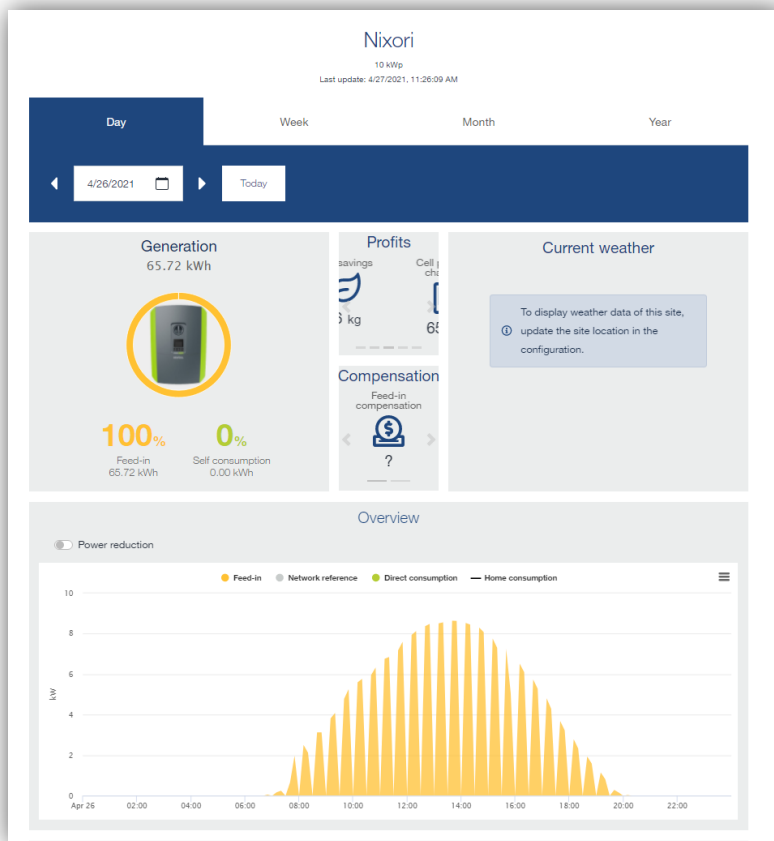 Nixori
10 kWp
Last update: 4/27/2021, 11:26:09 AM
Day
Week
Month
Year
4/26/2021
Today
Generation
65.72 kWh
100%
Feed-in
65.72 kWh
0%
Self consumption
0.00 kWh
Profits
savings
Cell
kg
Compensation
Feed-in
compensation
?
Current weather
To display weather data of this site,
update the site location in the
configuration.
Overview
Power reduction
Feed-in
Network reference
Direct consumption
Home consumption
kW
10
8
6
4
2
0
Apr 26
02:00
04:00
06:00
08:00
10:00
12:00
14:00
16:00
18:00
20:00
22:00